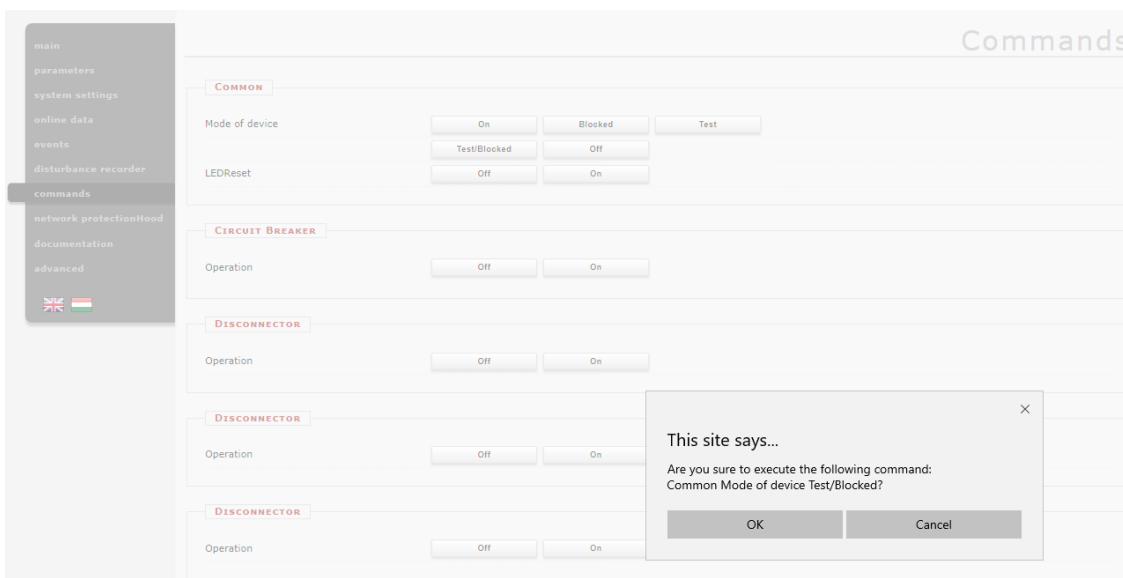 Commands
main
parameters
system settings
online data
events
disturbance recorder
commands
network protectionHood
documentation
advanced
COMMON
Mode of device On Blocked Test
Test/Blocked Off
LEDReset Off On
CIRCUIT BREAKER
Operation Off On
DISCONNECTOR
Operation Off On
DISCONNECTOR
Operation Off On
DISCONNECTOR
Operation Off On
This site says...
Are you sure to execute the following command:
Common Mode of device Test/Blocked?
OK Cancel